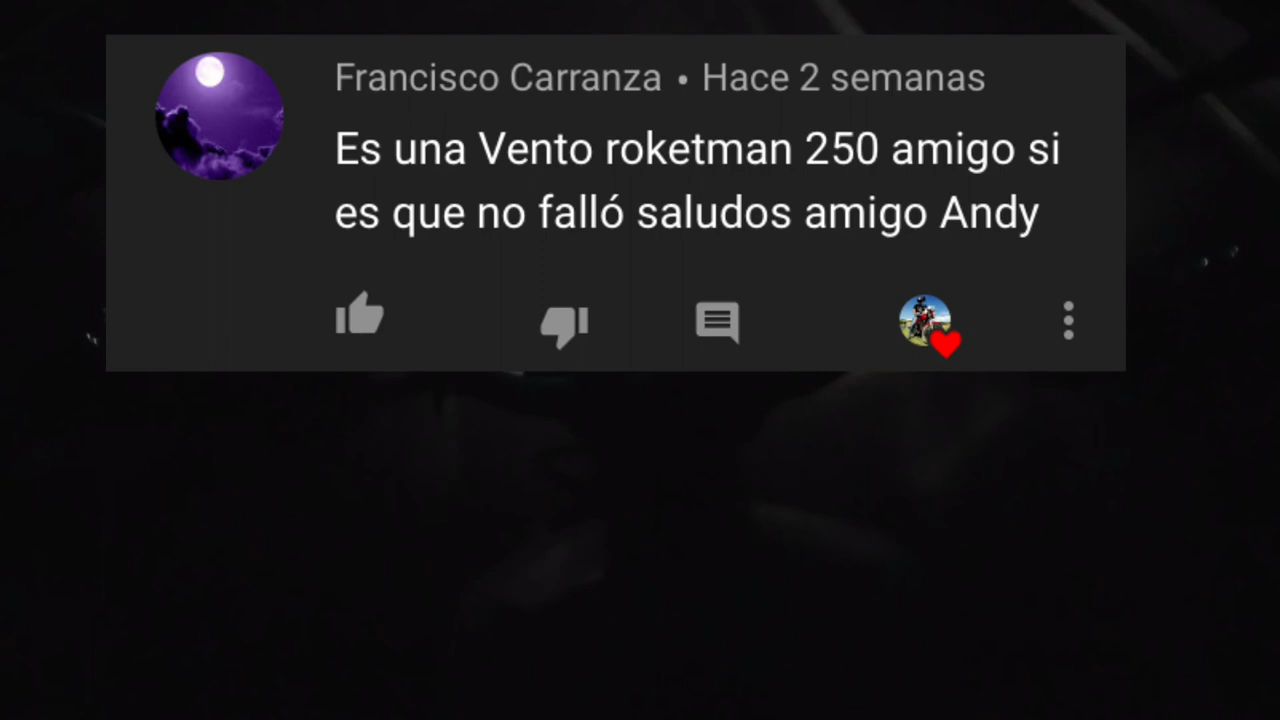 Francisco Carranza • Hace 2 semanas
Es una Vento roketman 250 amigo si
es que no falló saludos amigo Andy